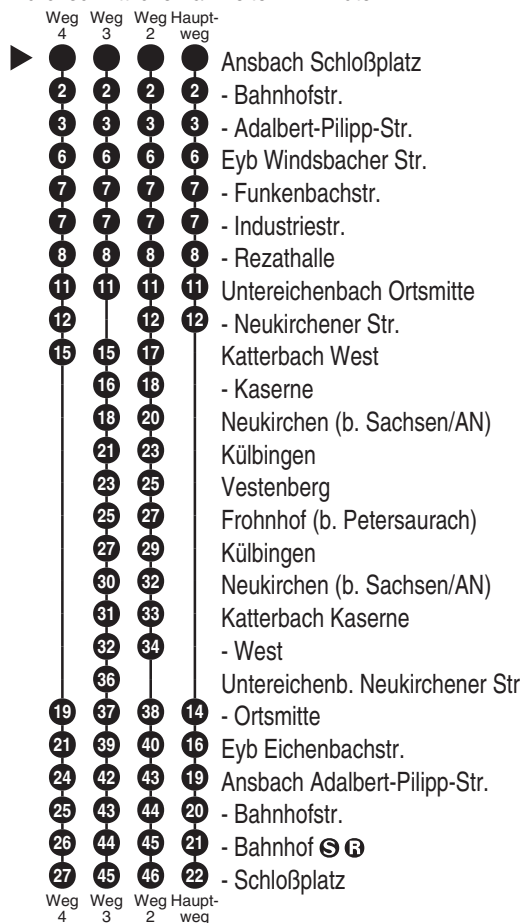 Weg Weg Weg Haupt-
4 3 2 weg
Ansbach Schloßplatz
2 2 2 2 - Bahnhofstr.
3 3 3 3 - Adalbert-Pilipp-Str.
6 6 6 6 Eyb Windsbacher Str.
7 7 7 7 - Funkenbachstr.
7 7 7 7 - Industriestr.
8 8 8 8 - Rezathalle
11 11 11 11 Untereichenbach Ortsmitte
12 12 12 - Neukirchener Str.
15 15 17 Katterbach West
16 18 - Kaserne
18 20 Neukirchen (b. Sachsen/AN)
21 23 Külbingen
23 25 Vestenberg
25 27 Frohnhof (b. Petersaurach)
27 29 Külbingen
30 32 Neukirchen (b. Sachsen/AN)
31 33 Katterbach Kaserne
32 34 - West
36 Untereichenb. Neukirchener Str
19 37 38 14 - Ortsmitte
21 39 40 16 Eyb Eichenbachstr.
24 42 43 19 Ansbach Adalbert-Pilipp-Str.
25 43 44 20 - Bahnhofstr.
26 44 45 21 - Bahnhof S R
27 45 46 22 - Schloßplatz
Weg Weg Weg Haupt-
4 3 2 weg